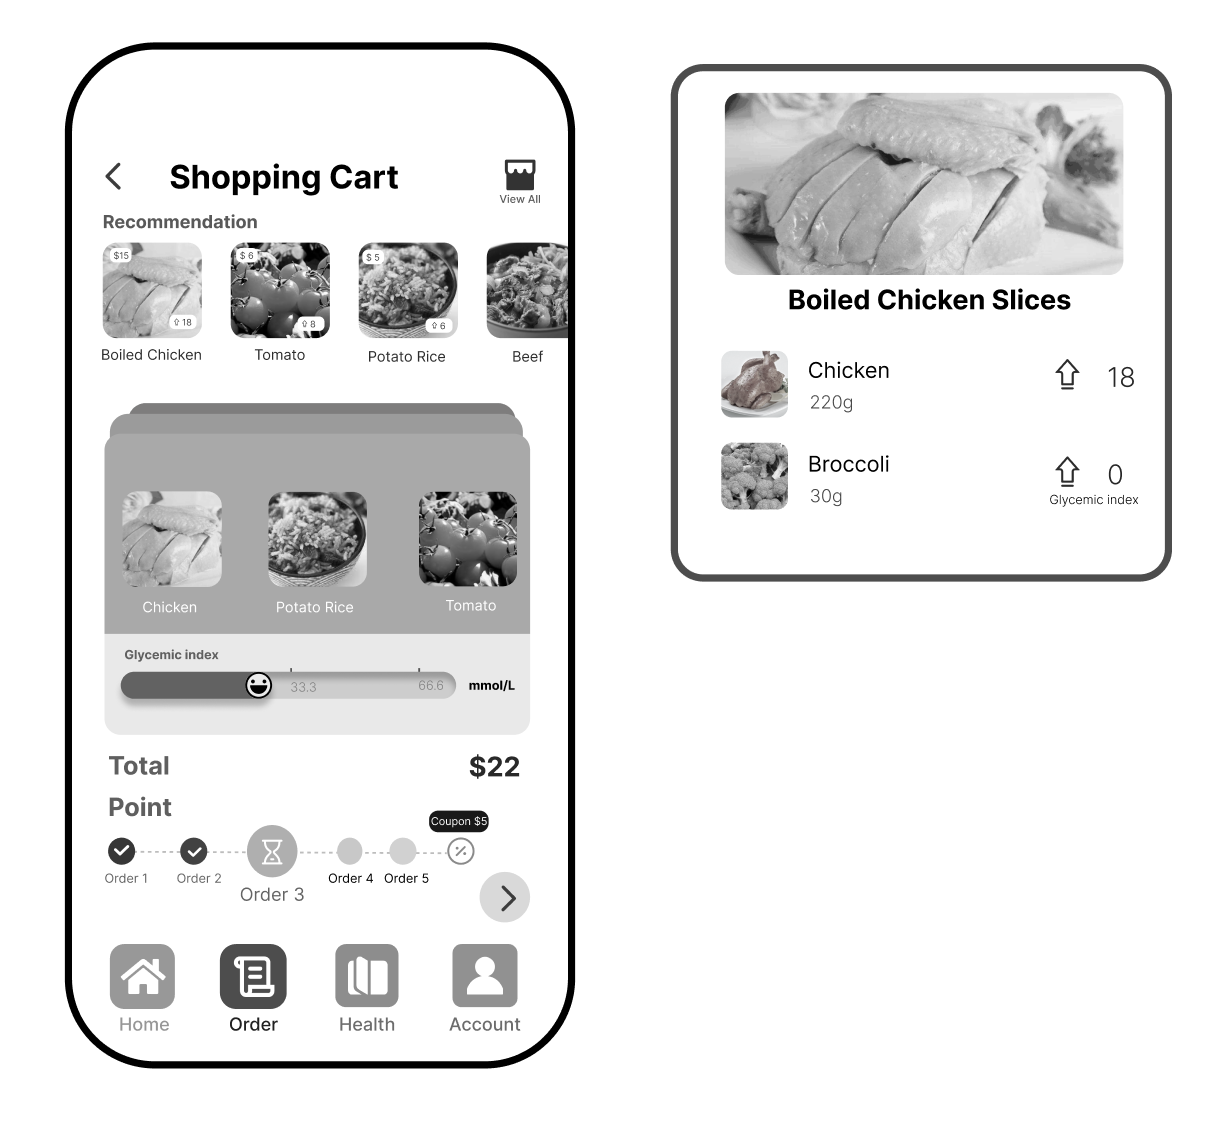 Shopping Cart
View All
Recommendation
$15
⇧ 18
Boiled Chicken
$ 6
⇧ 8
Tomato
$ 5
⇧ 6
Potato Rice
Beef
Chicken
Potato Rice
Tomato
Glycemic index
33.3
66.6
mmol/L
Total
$22
Point
Coupon $5
Order 1
Order 2
Order 3
Order 4
Order 5
Home
Order
Health
Account
Boiled Chicken Slices
Chicken
18
220g
Broccoli
0
30g
Glycemic index